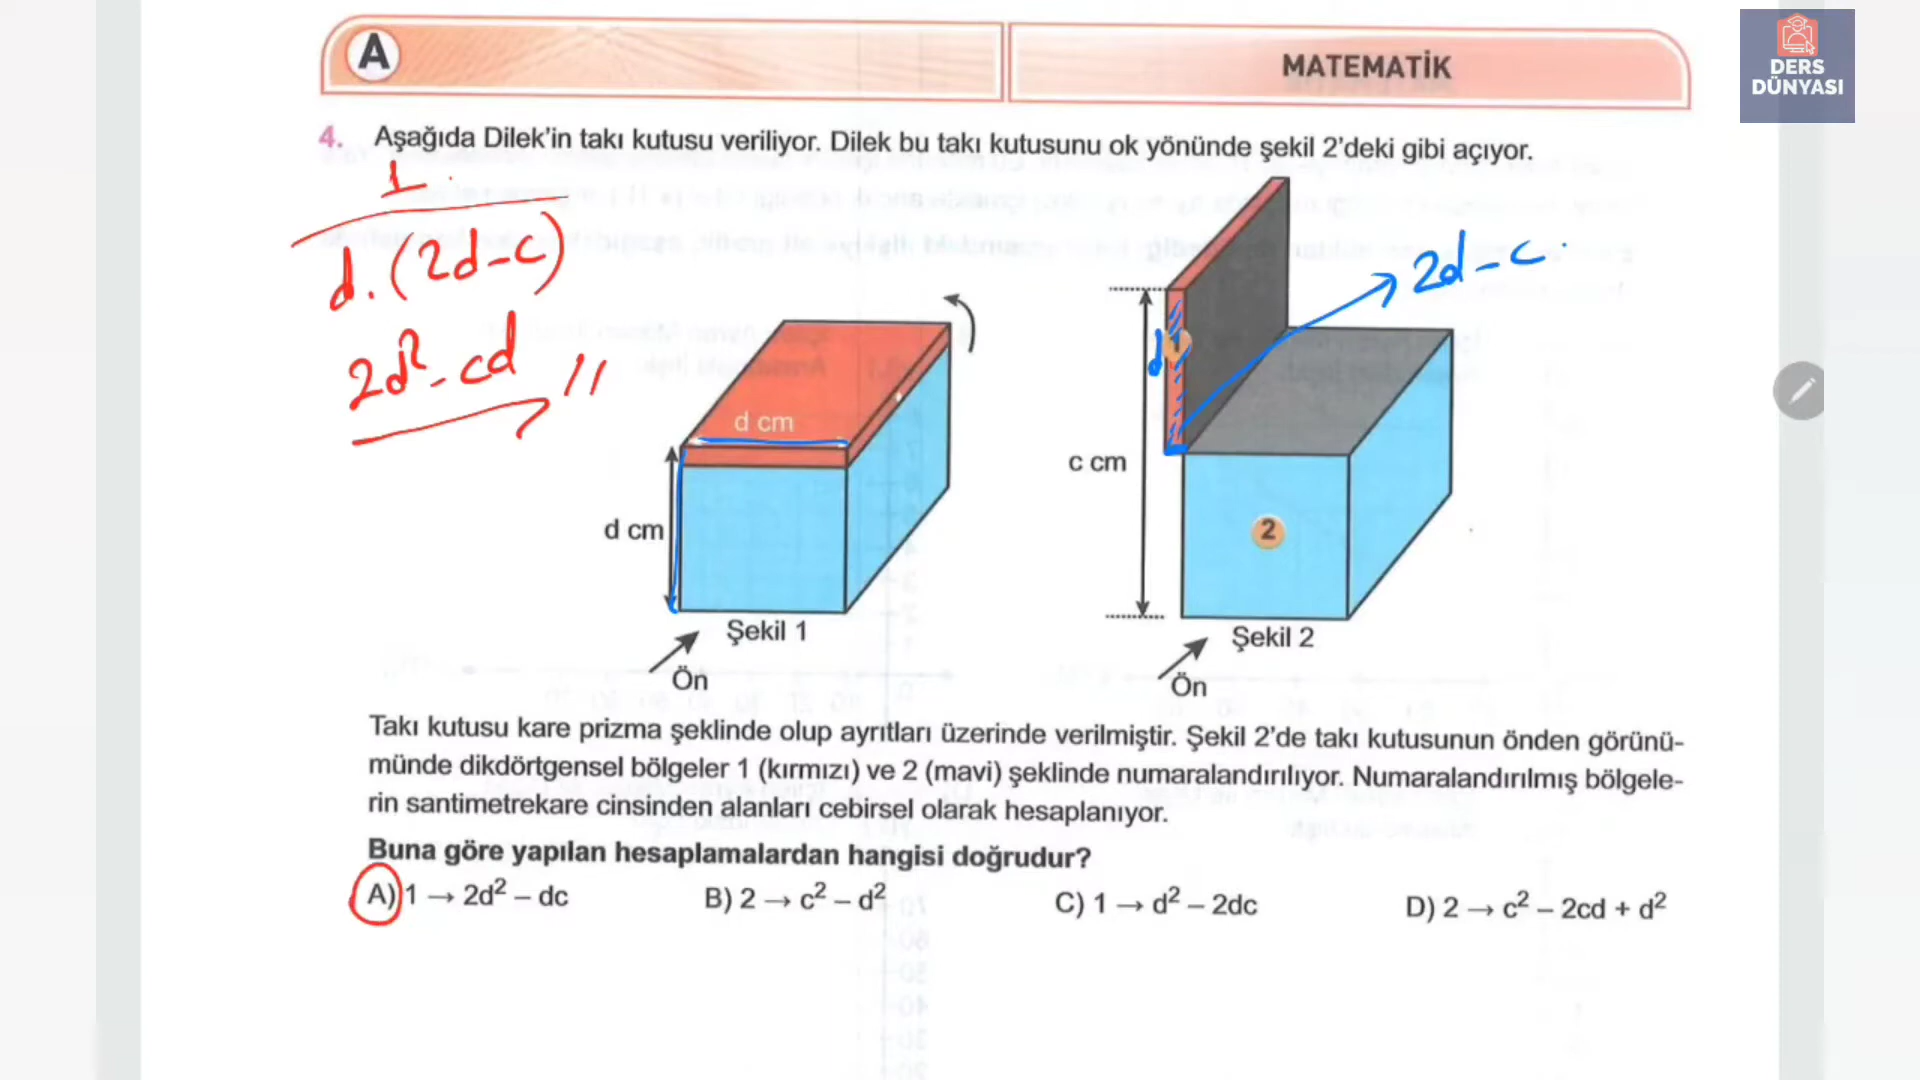 A
MATEMATİK
DERS
DÜNYASI
4. Aşağıda Dilek'in takı kutusu veriliyor. Dilek bu takı kutusunu ok yönünde şekil 2'deki gibi açıyor.
1
d.(2d-c)
2d²-cd //
d cm
d cm
Şekil 1
Ön
2d-c
d
1
c cm
2
Şekil 2
Ön
Takı kutusu kare prizma şeklinde olup ayrıtları üzerinde verilmiştir. Şekil 2'de takı kutusunun önden görünü-
münde dikdörtgensel bölgeler 1 (kırmızı) ve 2 (mavi) şeklinde numaralandırılıyor. Numaralandırılmış bölgele-
rin santimetrekare cinsinden alanları cebirsel olarak hesaplanıyor.
Buna göre yapılan hesaplamalardan hangisi doğrudur?
A) 1 → 2d² – dc B) 2 → c² – d² C) 1 → d² – 2dc D) 2 → c² – 2cd + d²